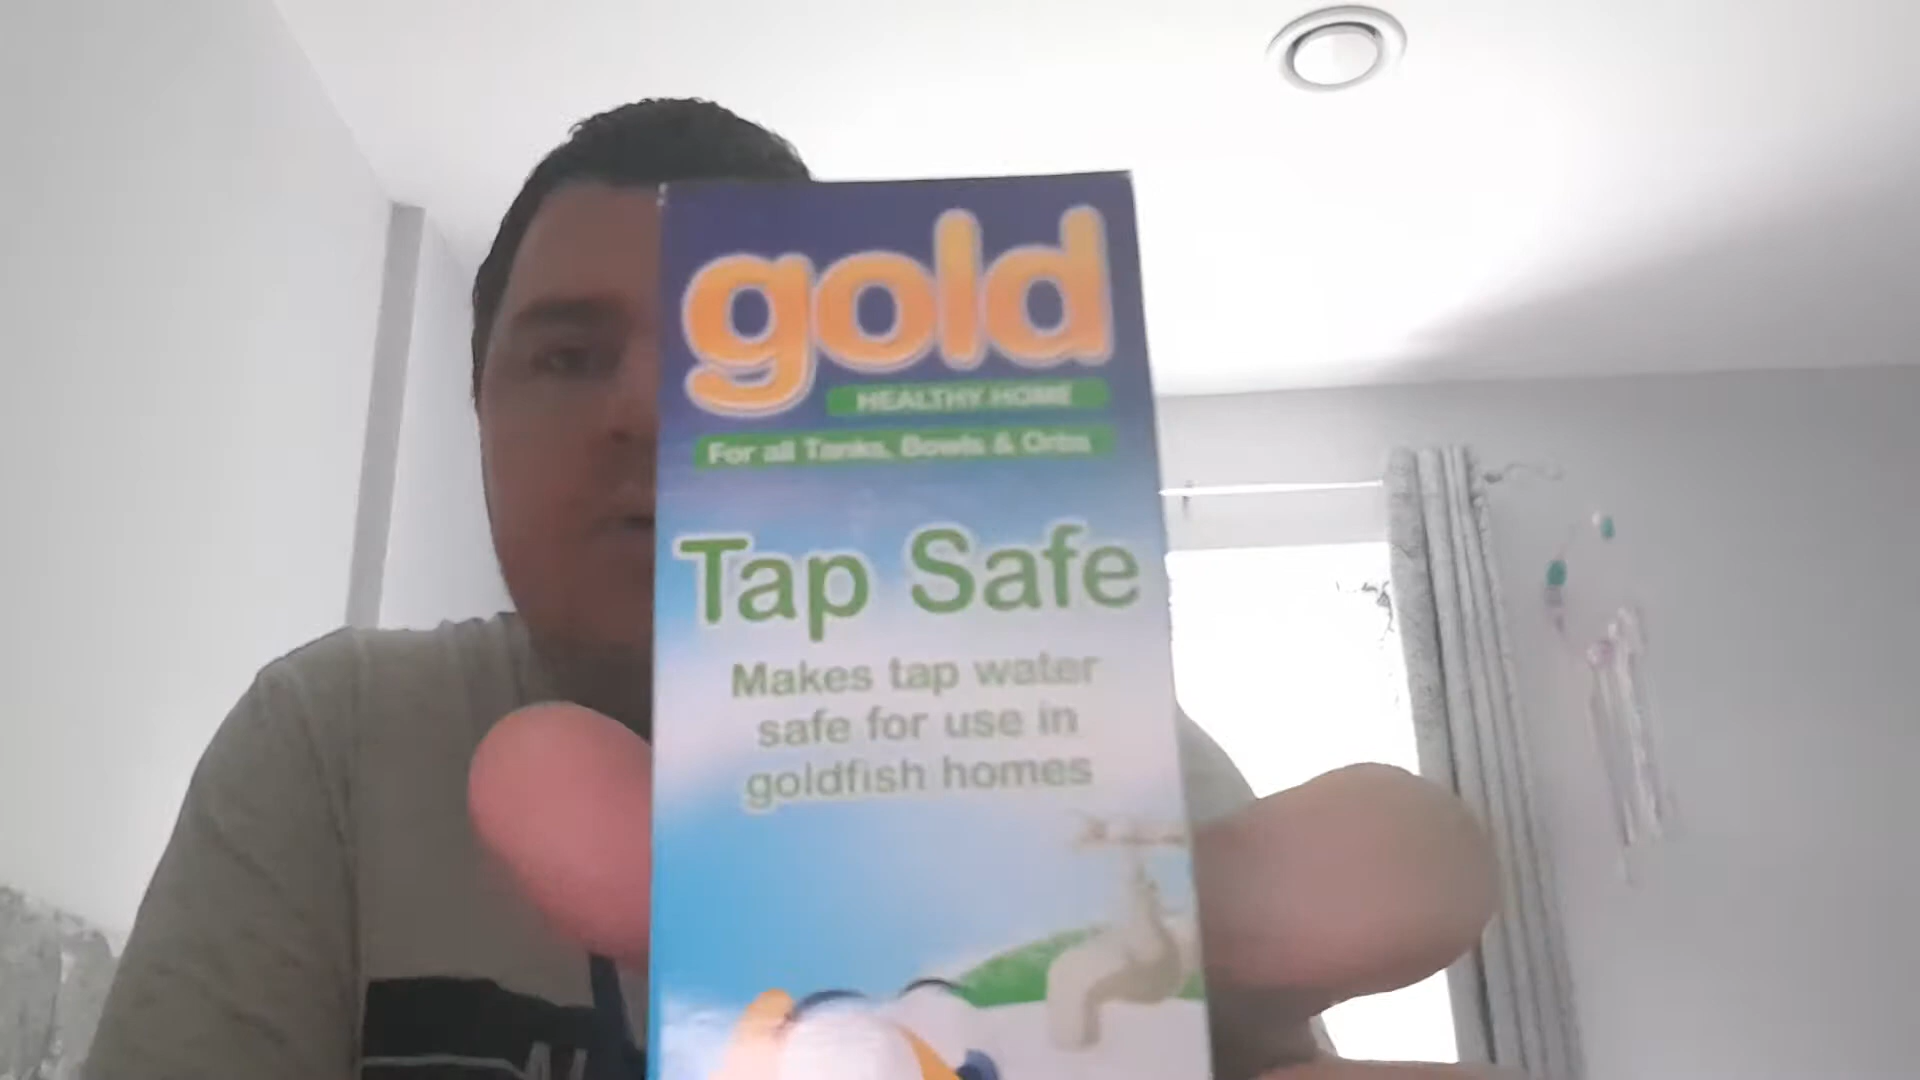 gold
HEALTHY HOME
For all Tanks, Bowls & Orbs
Tap Safe
Makes tap water
safe for use in
goldfish homes